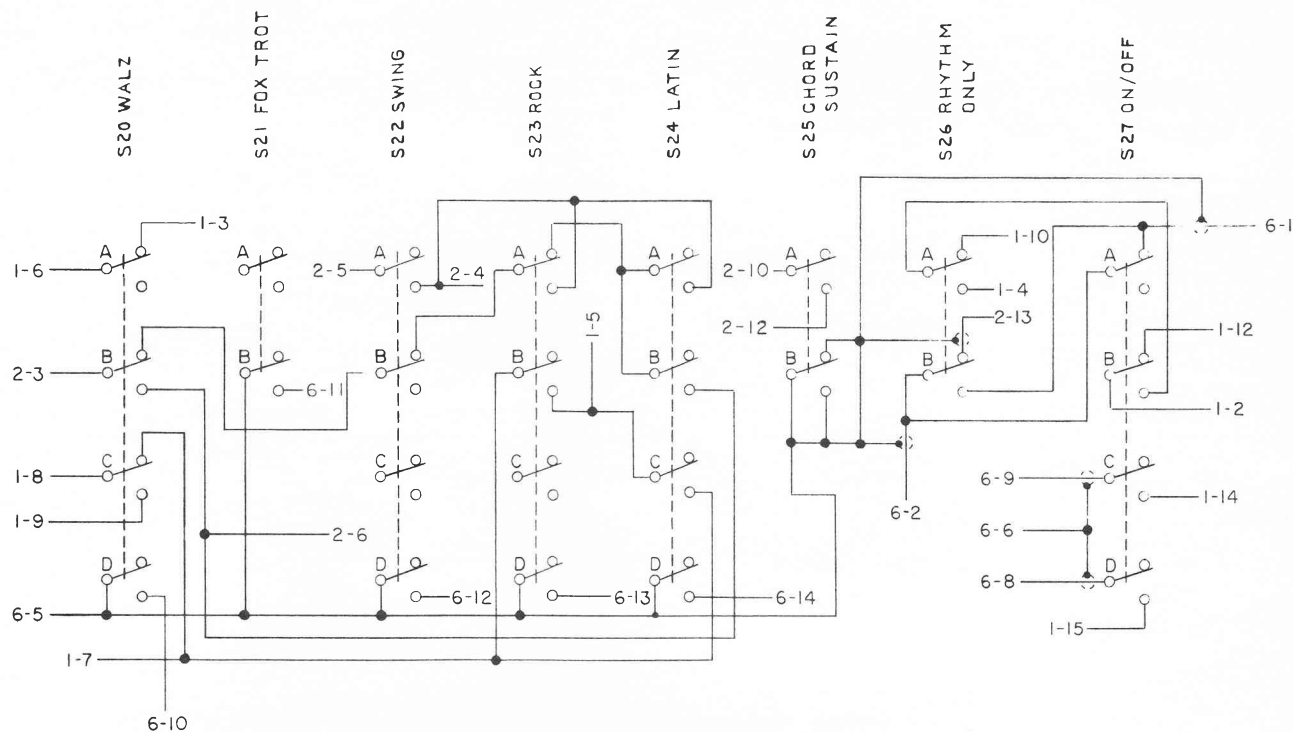 S20 WALZ
S21 FOX TROT
S22 SWING
S23 ROCK
S24 LATIN
S25 CHORD
SUSTAIN
S26 RHYTHM
ONLY
S27 ON/OFF
1-3
6-1
A
A
A
A
A
A
A
A
1-10
1-6
2-5
2-4
2-10
1-4
1-5
2-12
2-13
1-12
B
B
B
B
B
B
B
B
2-3
6-11
1-2
C
C
C
C
C
1-8
6-9
1-9
1-14
6-2
2-6
6-6
D
D
D
D
D
6-8
6-12
6-13
6-14
6-5
1-15
1-7
6-10